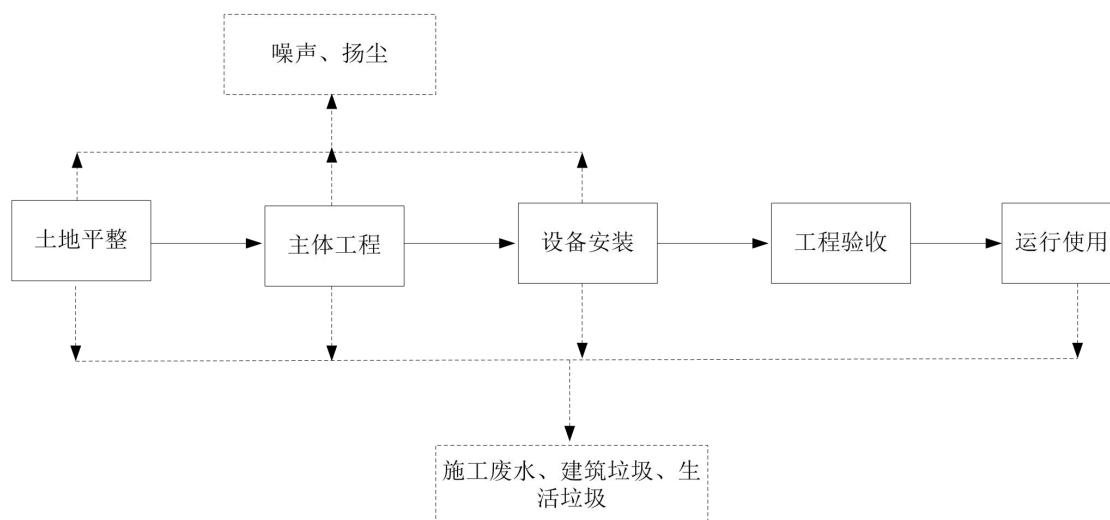 噪声、扬尘
土地平整
主体工程
设备安装
工程验收
运行使用
施工废水、建筑垃圾、生
活垃圾